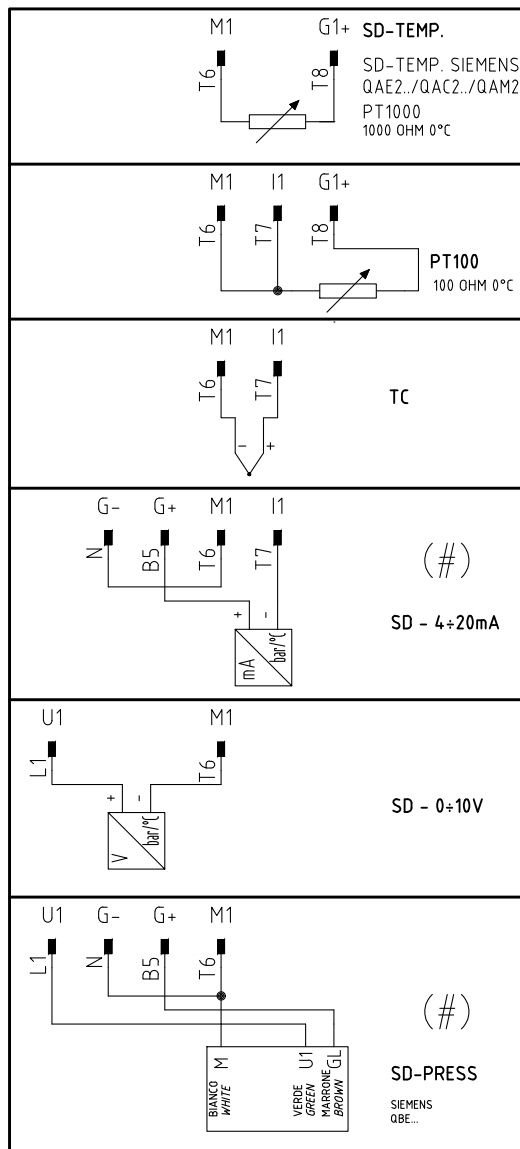 M1 G1+ SD-TEMP.
T6 T8
SD-TEMP. SIEMENS
QAE2../QAC2../QAM2
PT1000
1000 OHM 0°C
M1 I1 G1+
T6 T7 T8
PT100
100 OHM 0°C
M1 I1
T6 T7
TC
- +
G- G+ M1 I1
N B5 T6 T7
(#)
+ -
mA bar/°C
SD - 4÷20mA
U1 M1
L1 T6
+ -
V bar/°C
SD - 0÷10V
U1 G- G+ M1
L1 N B5 T6
(#)
M U1 GL
BIANCO VERDE MARRONE
WHITE GREEN BROWN
SD-PRESS
SIEMENS
QBE...